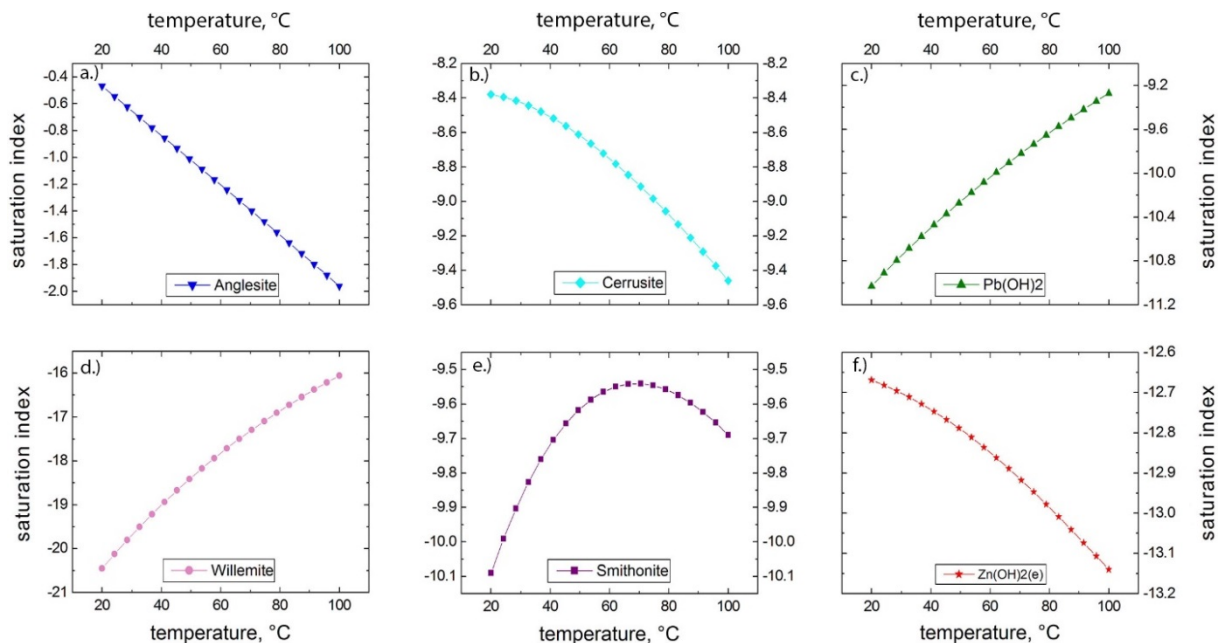 temperature, °C temperature, °C temperature, °C
20 40 60 80 100 20 40 60 80 100 20 40 60 80 100
a.) b.) c.)
saturation index
-0.4
-0.6
-0.8
-1.0
-1.2
-1.4
-1.6
-1.8
-2.0
Anglesite
-8.2 -8.2
-8.4 -8.4
-8.6 -8.6
-8.8 -8.8
-9.0 -9.0
-9.2 -9.2
-9.4 -9.4
-9.6 -9.6
Cerrusite
-9.2
-9.6
-10.0
-10.4
-10.8
-11.2
saturation index
Pb(OH)2
d.) e.) f.)
saturation index
-16
-17
-18
-19
-20
-21
Willemite
-9.5 -9.5
-9.6 -9.6
-9.7 -9.7
-9.8 -9.8
-9.9 -9.9
-10.0 -10.0
-10.1 -10.1
Smithonite
-12.6
-12.8
-13.0
-13.2
saturation index
Zn(OH)2(e)
20 40 60 80 100 20 40 60 80 100 20 40 60 80 100
temperature, °C temperature, °C temperature, °C